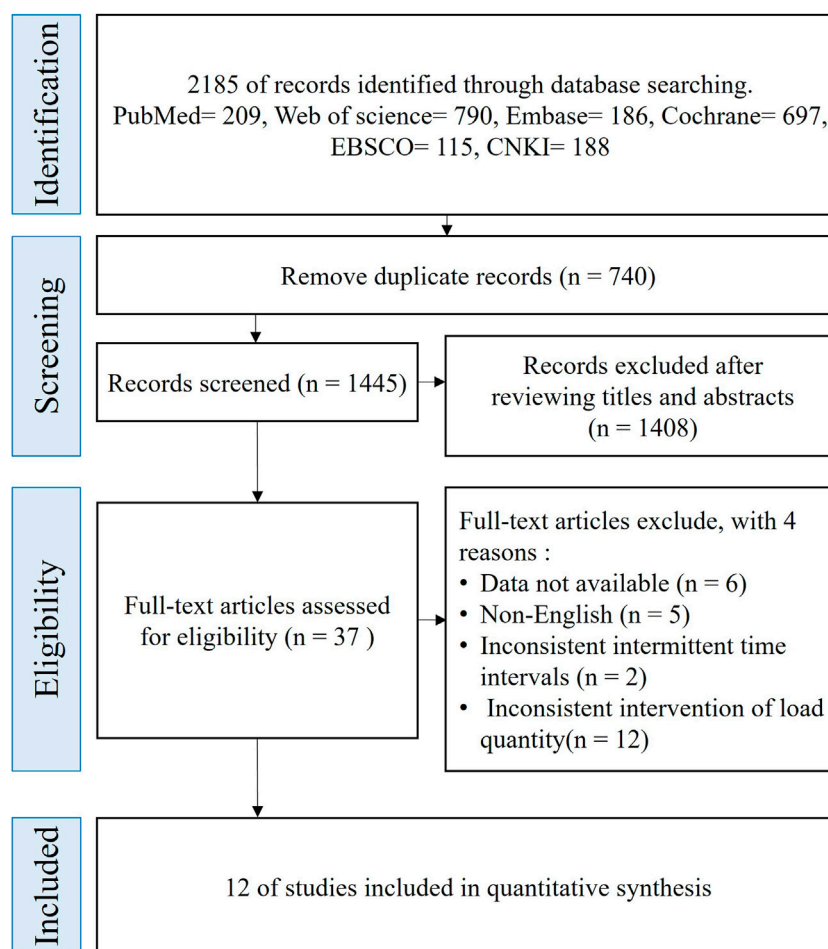 Identification
2185 of records identified through database searching.
PubMed= 209, Web of science= 790, Embase= 186, Cochrane= 697,
EBSCO= 115, CNKI= 188
Screening
Remove duplicate records (n = 740)
Records screened (n = 1445)
Records excluded after
reviewing titles and abstracts
(n = 1408)
Eligibility
Full-text articles assessed
for eligibility (n = 37 )
Full-text articles exclude, with 4
reasons :
• Data not available (n = 6)
• Non-English (n = 5)
• Inconsistent intermittent time
intervals (n = 2)
• Inconsistent intervention of load
quantity(n = 12)
Included
12 of studies included in quantitative synthesis